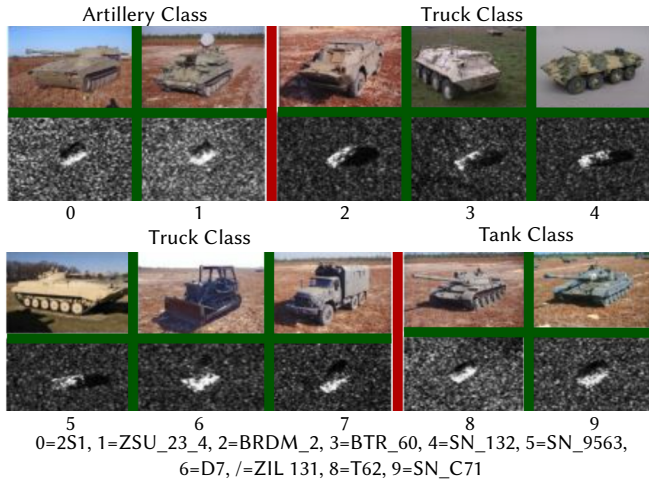 Artillery Class
Truck Class
0
1
2
3
4
Truck Class
Tank Class
5
6
7
8
9
0=2S1, 1=ZSU_23_4, 2=BRDM_2, 3=BTR_60, 4=SN_132, 5=SN_9563,
6=D7, /=ZIL 131, 8=T62, 9=SN_C71